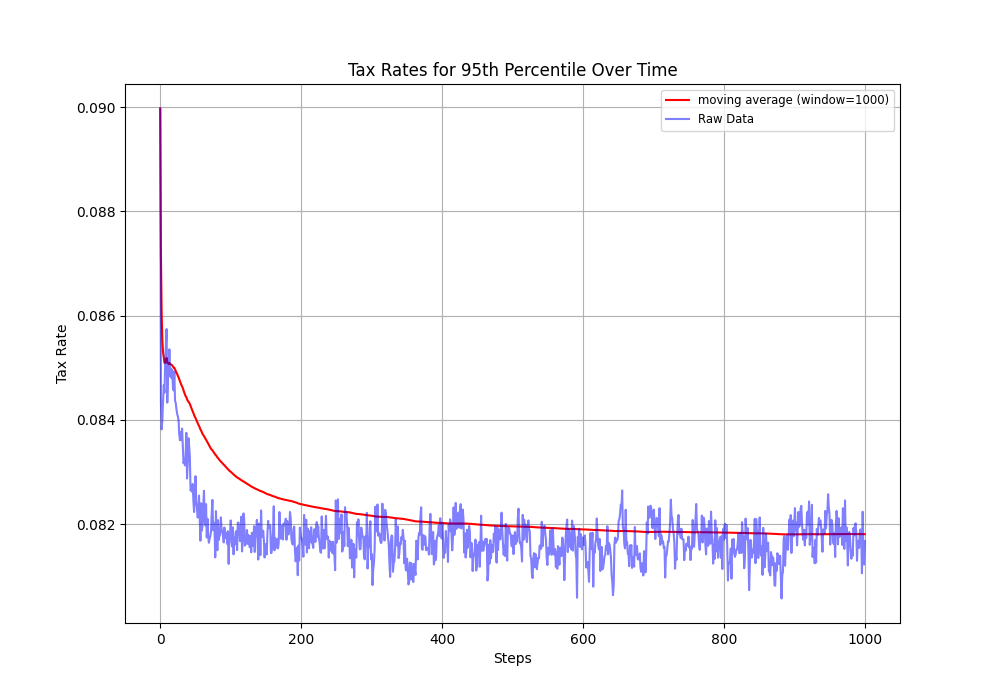 Tax Rates for 95th Percentile Over Time
moving average (window=1000)
Raw Data
0.090
0.088
0.086
0.084
0.082
Tax Rate
0
200
400
600
800
1000
Steps